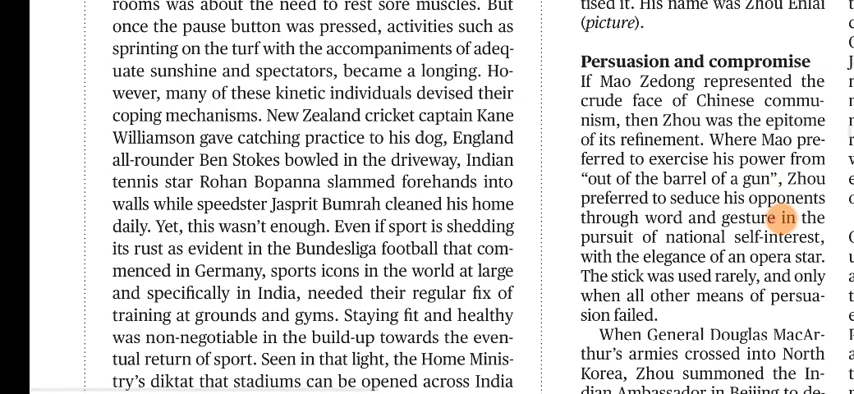 rooms was about the need to rest sore muscles. But
once the pause button was pressed, activities such as
sprinting on the turf with the accompaniments of adeq-
uate sunshine and spectators, became a longing. Ho-
wever, many of these kinetic individuals devised their
coping mechanisms. New Zealand cricket captain Kane
Williamson gave catching practice to his dog, England
all-rounder Ben Stokes bowled in the driveway, Indian
tennis star Rohan Bopanna slammed forehands into
walls while speedster Jasprit Bumrah cleaned his home
daily. Yet, this wasn't enough. Even if sport is shedding
its rust as evident in the Bundesliga football that com-
menced in Germany, sports icons in the world at large
and specifically in India, needed their regular fix of
training at grounds and gyms. Staying fit and healthy
was non-negotiable in the build-up towards the even-
tual return of sport. Seen in that light, the Home Minis-
try's diktat that stadiums can be opened across India
tised it. His name was Zhou Enlai
(picture).
Persuasion and compromise
If Mao Zedong represented the
crude face of Chinese commu-
nism, then Zhou was the epitome
of its refinement. Where Mao pre-
ferred to exercise his power from
“out of the barrel of a gun”, Zhou
preferred to seduce his opponents
through word and gesture in the
pursuit of national self-interest,
with the elegance of an opera star.
The stick was used rarely, and only
when all other means of persua-
sion failed.
When General Douglas MacAr-
thur's armies crossed into North
Korea, Zhou summoned the In-
dian Ambassador in Beijing to de-